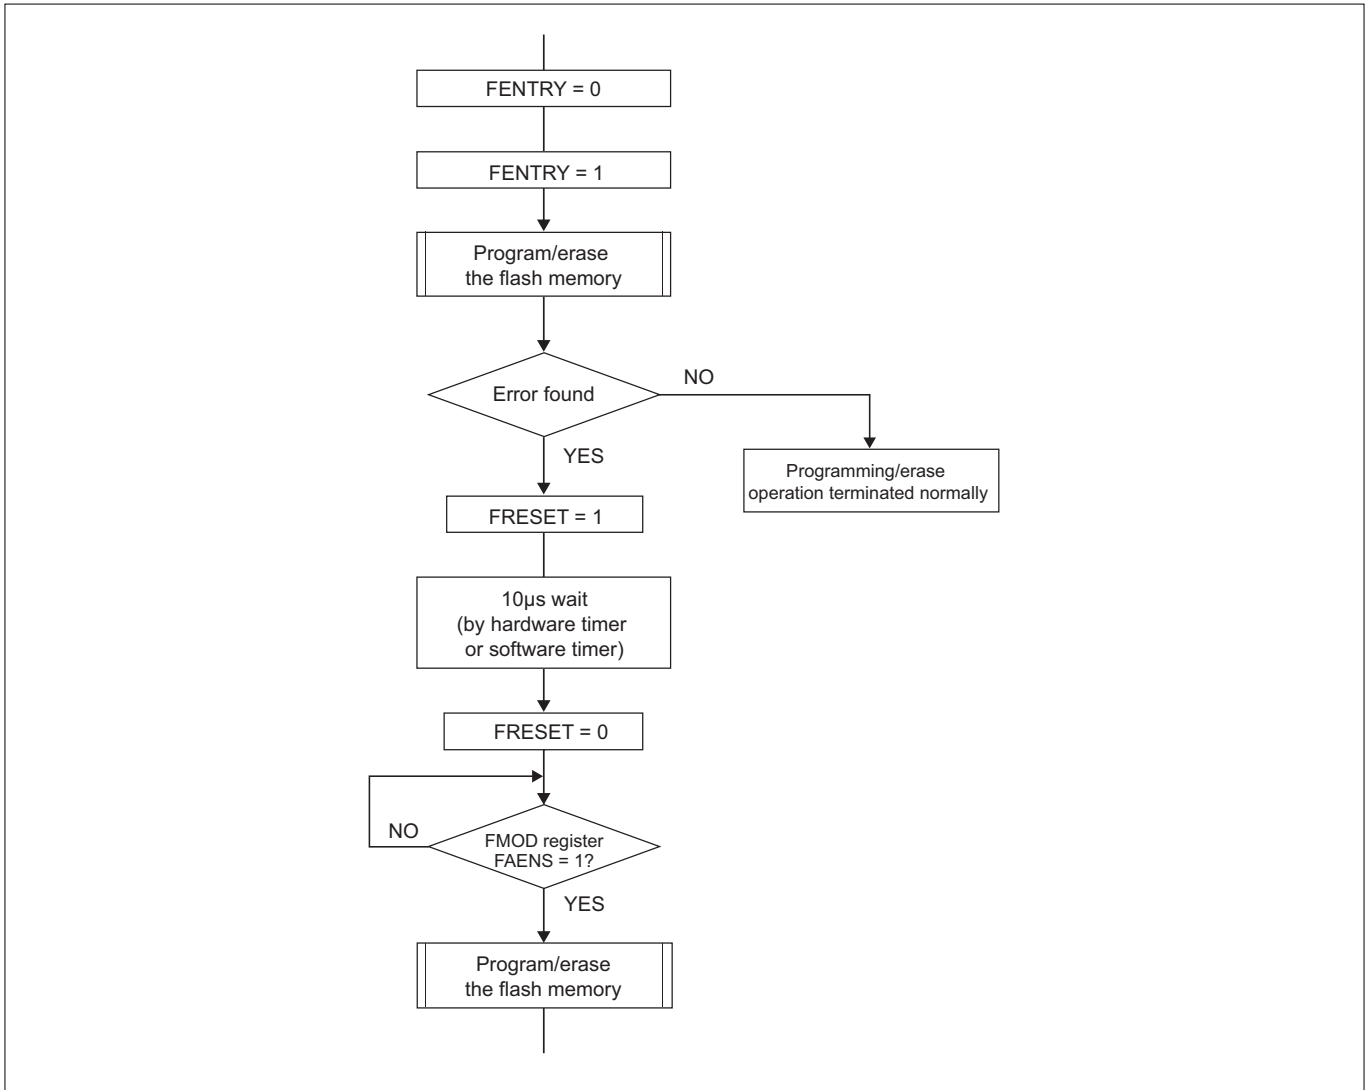 FENTRY = 0
FENTRY = 1
Program/erase
the flash memory
Error found
NO
YES
Programming/erase
operation terminated normally
FRESET = 1
10µs wait
(by hardware timer
or software timer)
FRESET = 0
NO
FMOD register
FAENS = 1?
YES
Program/erase
the flash memory